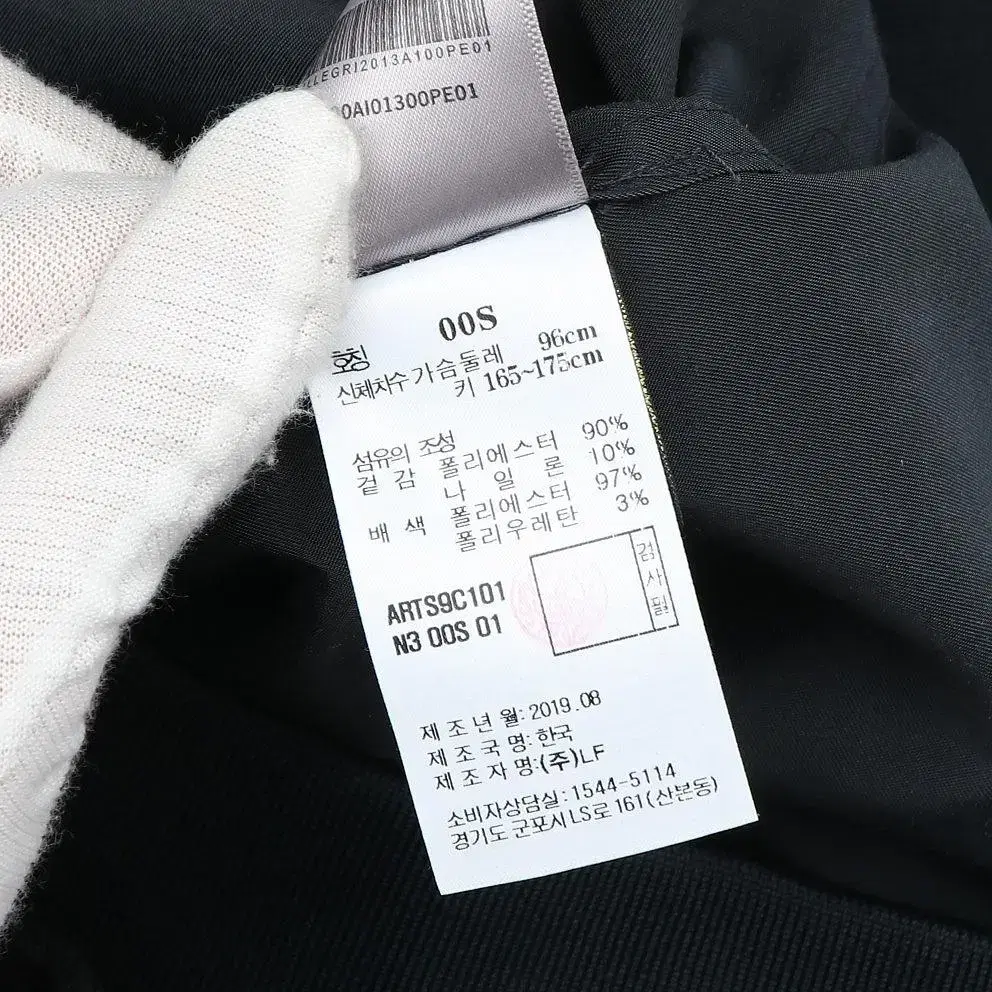 LLEGRI2013A100PE01
0AI01300PE01
호칭 00S
신체치수 가슴둘레 96cm
키 165~175cm
섬유의 조성
겉 감 폴리에스터 90%
나 일 론 10%
배 색 폴리에스터 97%
폴리우레탄 3%
검사필
ARTS9C101
N3 00S 01
제 조 년 월: 2019.08
제 조 국 명: 한국
제 조 자 명:(주)LF
소비자상담실:1544-5114
경기도 군포시 LS로 161(산본동)